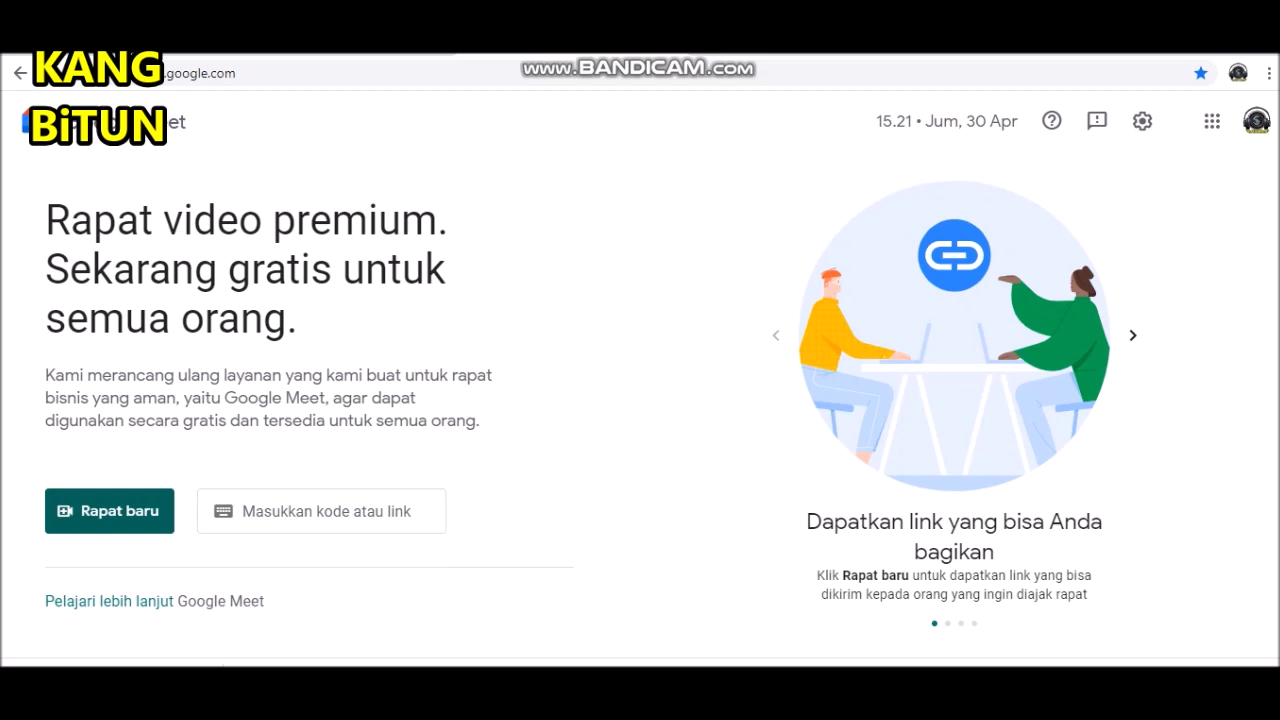 KANG
BiTUN
.google.com
www.BANDICAM.com
et
15.21 • Jum, 30 Apr
Rapat video premium.
Sekarang gratis untuk
semua orang.
Kami merancang ulang layanan yang kami buat untuk rapat
bisnis yang aman, yaitu Google Meet, agar dapat
digunakan secara gratis dan tersedia untuk semua orang.
Rapat baru
Masukkan kode atau link
Pelajari lebih lanjut Google Meet
Dapatkan link yang bisa Anda
bagikan
Klik Rapat baru untuk dapatkan link yang bisa
dikirim kepada orang yang ingin diajak rapat